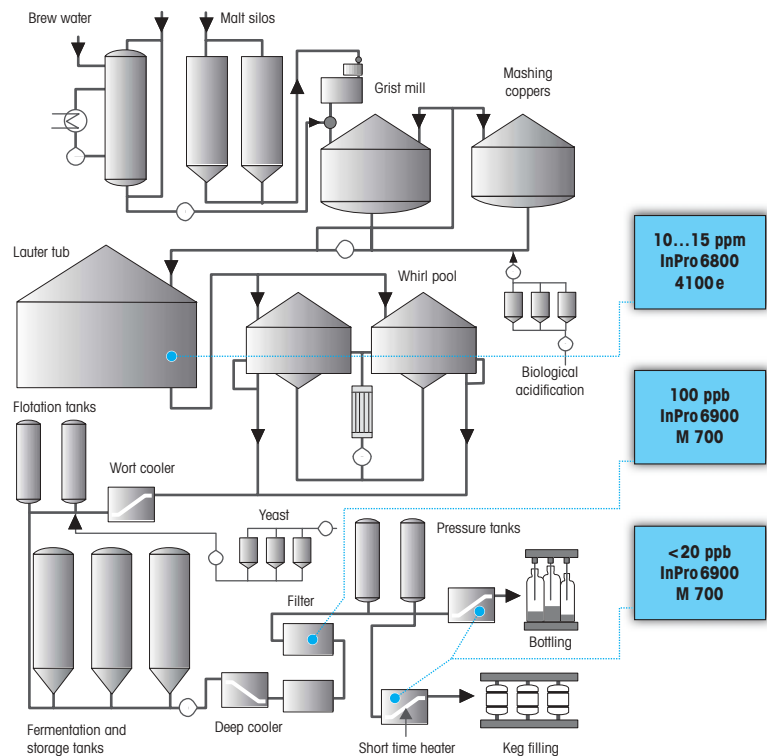 Brew water
Malt silos
Grist mill
Mashing
coppers
10...15 ppm
InPro 6800
4100 e
Lauter tub
Whirl pool
Biological
acidification
100 ppb
InPro 6900
M 700
Flotation tanks
Wort cooler
Yeast
Pressure tanks
<20 ppb
InPro 6900
M 700
Filter
Bottling
Fermentation and
storage tanks
Deep cooler
Short time heater
Keg filling